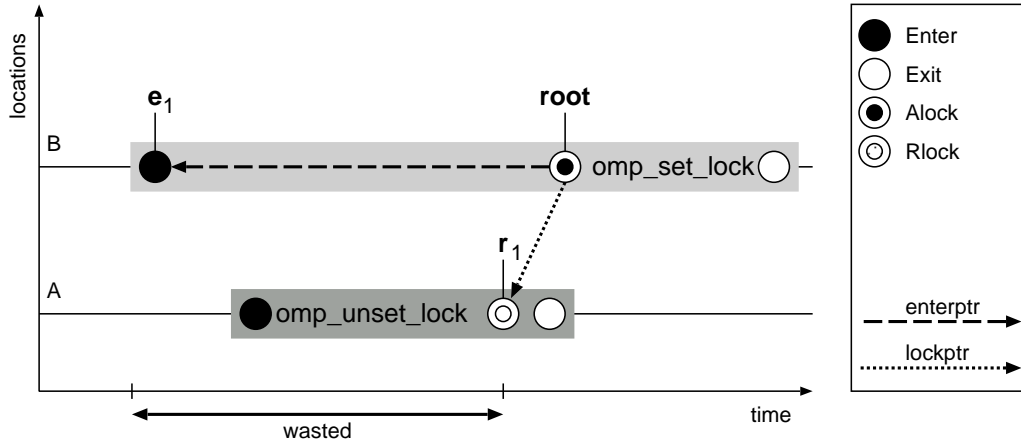 locations
e1
root
B
omp_set_lock
r1
A
omp_unset_lock
time
wasted
Enter
Exit
Alock
Rlock
enterptr
lockptr